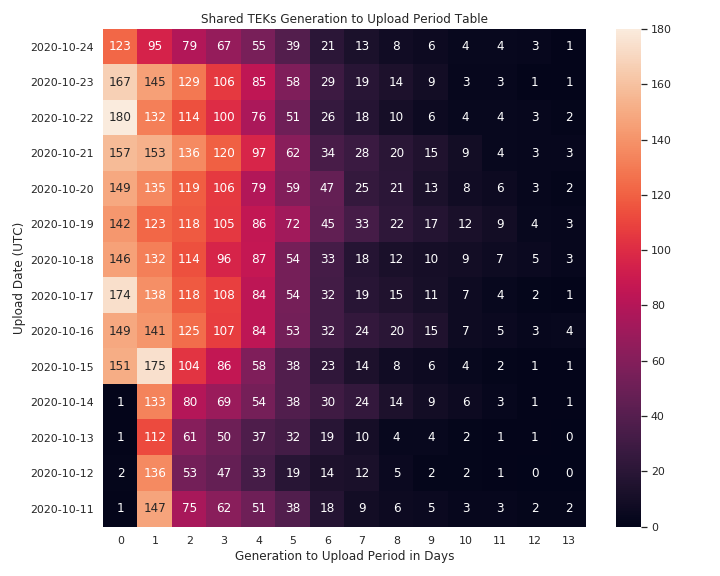 Shared TEKs Generation to Upload Period Table
Upload Date (UTC)
2020-10-24 123 95 79 67 55 39 21 13 8 6 4 4 3 1
2020-10-23 167 145 129 106 85 58 29 19 14 9 3 3 1 1
2020-10-22 180 132 114 100 76 51 26 18 10 6 4 4 3 2
2020-10-21 157 153 136 120 97 62 34 28 20 15 9 4 3 3
2020-10-20 149 135 119 106 79 59 47 25 21 13 8 6 3 2
2020-10-19 142 123 118 105 86 72 45 33 22 17 12 9 4 3
2020-10-18 146 132 114 96 87 54 33 18 12 10 9 7 5 3
2020-10-17 174 138 118 108 84 54 32 19 15 11 7 4 2 1
2020-10-16 149 141 125 107 84 53 32 24 20 15 7 5 3 4
2020-10-15 151 175 104 86 58 38 23 14 8 6 4 2 1 1
2020-10-14 1 133 80 69 54 38 30 24 14 9 6 3 1 1
2020-10-13 1 112 61 50 37 32 19 10 4 4 2 1 1 0
2020-10-12 2 136 53 47 33 19 14 12 5 2 2 1 0 0
2020-10-11 1 147 75 62 51 38 18 9 6 5 3 3 2 2
0 1 2 3 4 5 6 7 8 9 10 11 12 13
Generation to Upload Period in Days
180
160
140
120
100
80
60
40
20
0